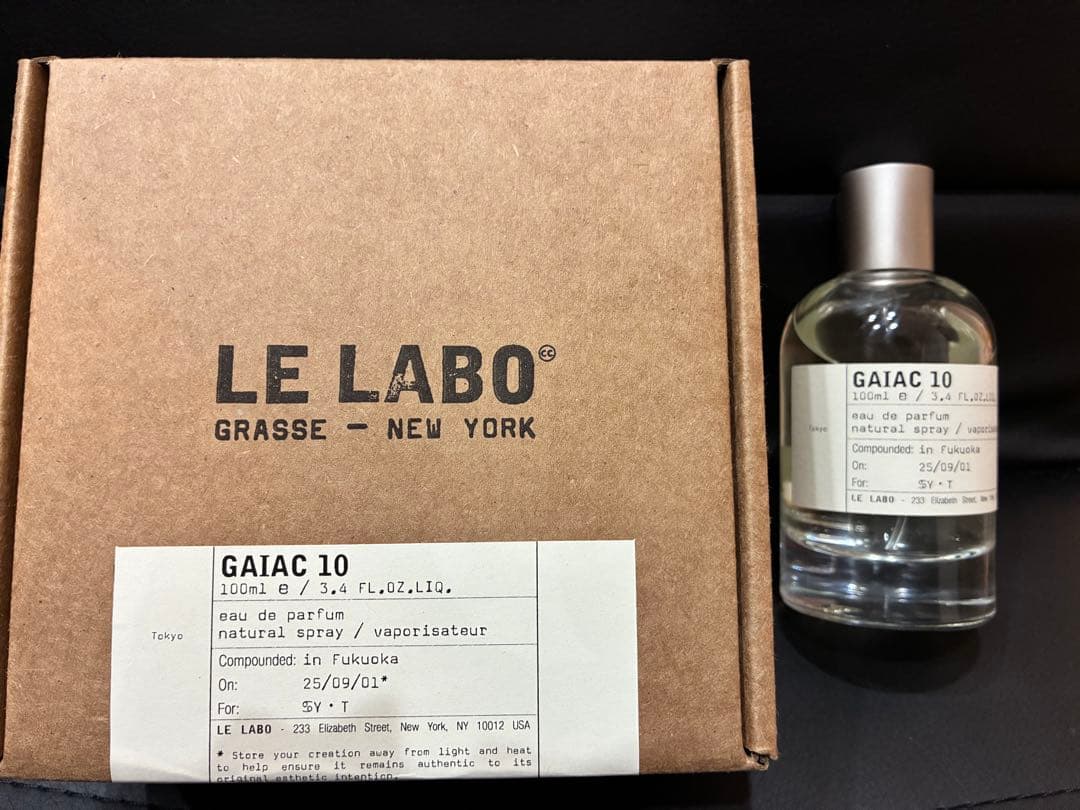 LE LABO
GRASSE — NEW YORK
GAIAC 10
100ml e / 3.4 FL.OZ.LIQ.
eau de parfum
natural spray / vaporisateur
Tokyo
Compounded: in Fukuoka
On: 25/09/01*
For: SY・T
LE LABO - 233 Elizabeth Street, New York, NY 10012 USA
* Store your creation away from light and heat
to help ensure it remains authentic to its
original esthetic intention.
GAIAC 10
100ml e / 3.4 FL.OZ.LIQ
eau de parfum
natural spray /
Tokyo
Compounded: in Fukuoka
On: 25/09/01
For: SY・T
LE LABO - 233 Elizabeth Street, New